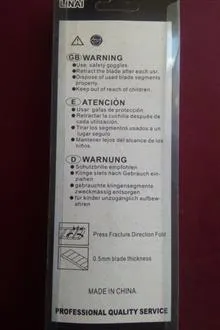 LINAI
GB WARNING
●Use, safety goggles.
●Retract the blade after each usr.
●Dispose of used blade segments
properly.
●Keep out of reach of children.
E ATENCIÓN
● Usar gafas de protección.
● Retractar la cuchilla después de
cada utilización.
● Tirar los segmentos usados a un
lugar seguro
● Mantener lejos del alcance de los
niños.
D WARNUNG
● Schutzbrille empfohlen
● Klinge stets nach Gebrauch ein-
ziehen
● gebrauchte klingensegmente
zweckmässig entsorgen
● für kinder unzugänglich aufbew-
ahren
Press Fracture Direction Fold
0.5mm blade thickness
MADE IN CHINA
PROFESSIONAL QUALITY SERVICE